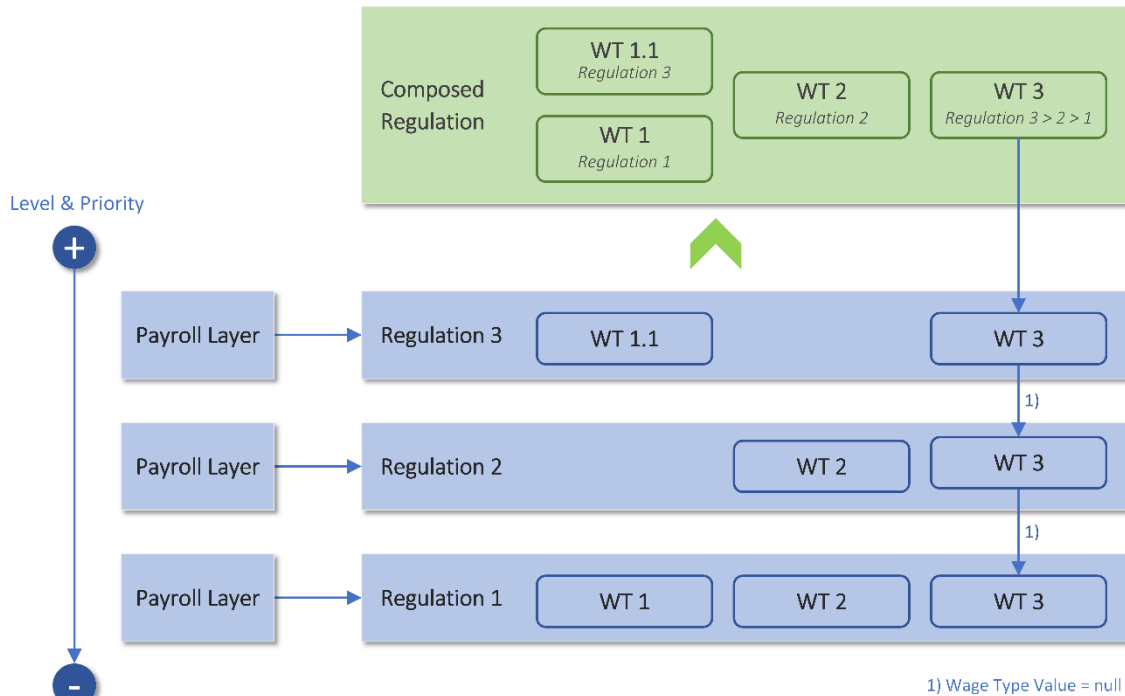 Composed
Regulation
WT 1.1
Regulation 3
WT 1
Regulation 1
WT 2
Regulation 2
WT 3
Regulation 3 > 2 > 1
Level & Priority
+
Payroll Layer
Regulation 3
WT 1.1
WT 3
1)
Payroll Layer
Regulation 2
WT 2
WT 3
1)
Payroll Layer
Regulation 1
WT 1
WT 2
WT 3
-
1) Wage Type Value = null